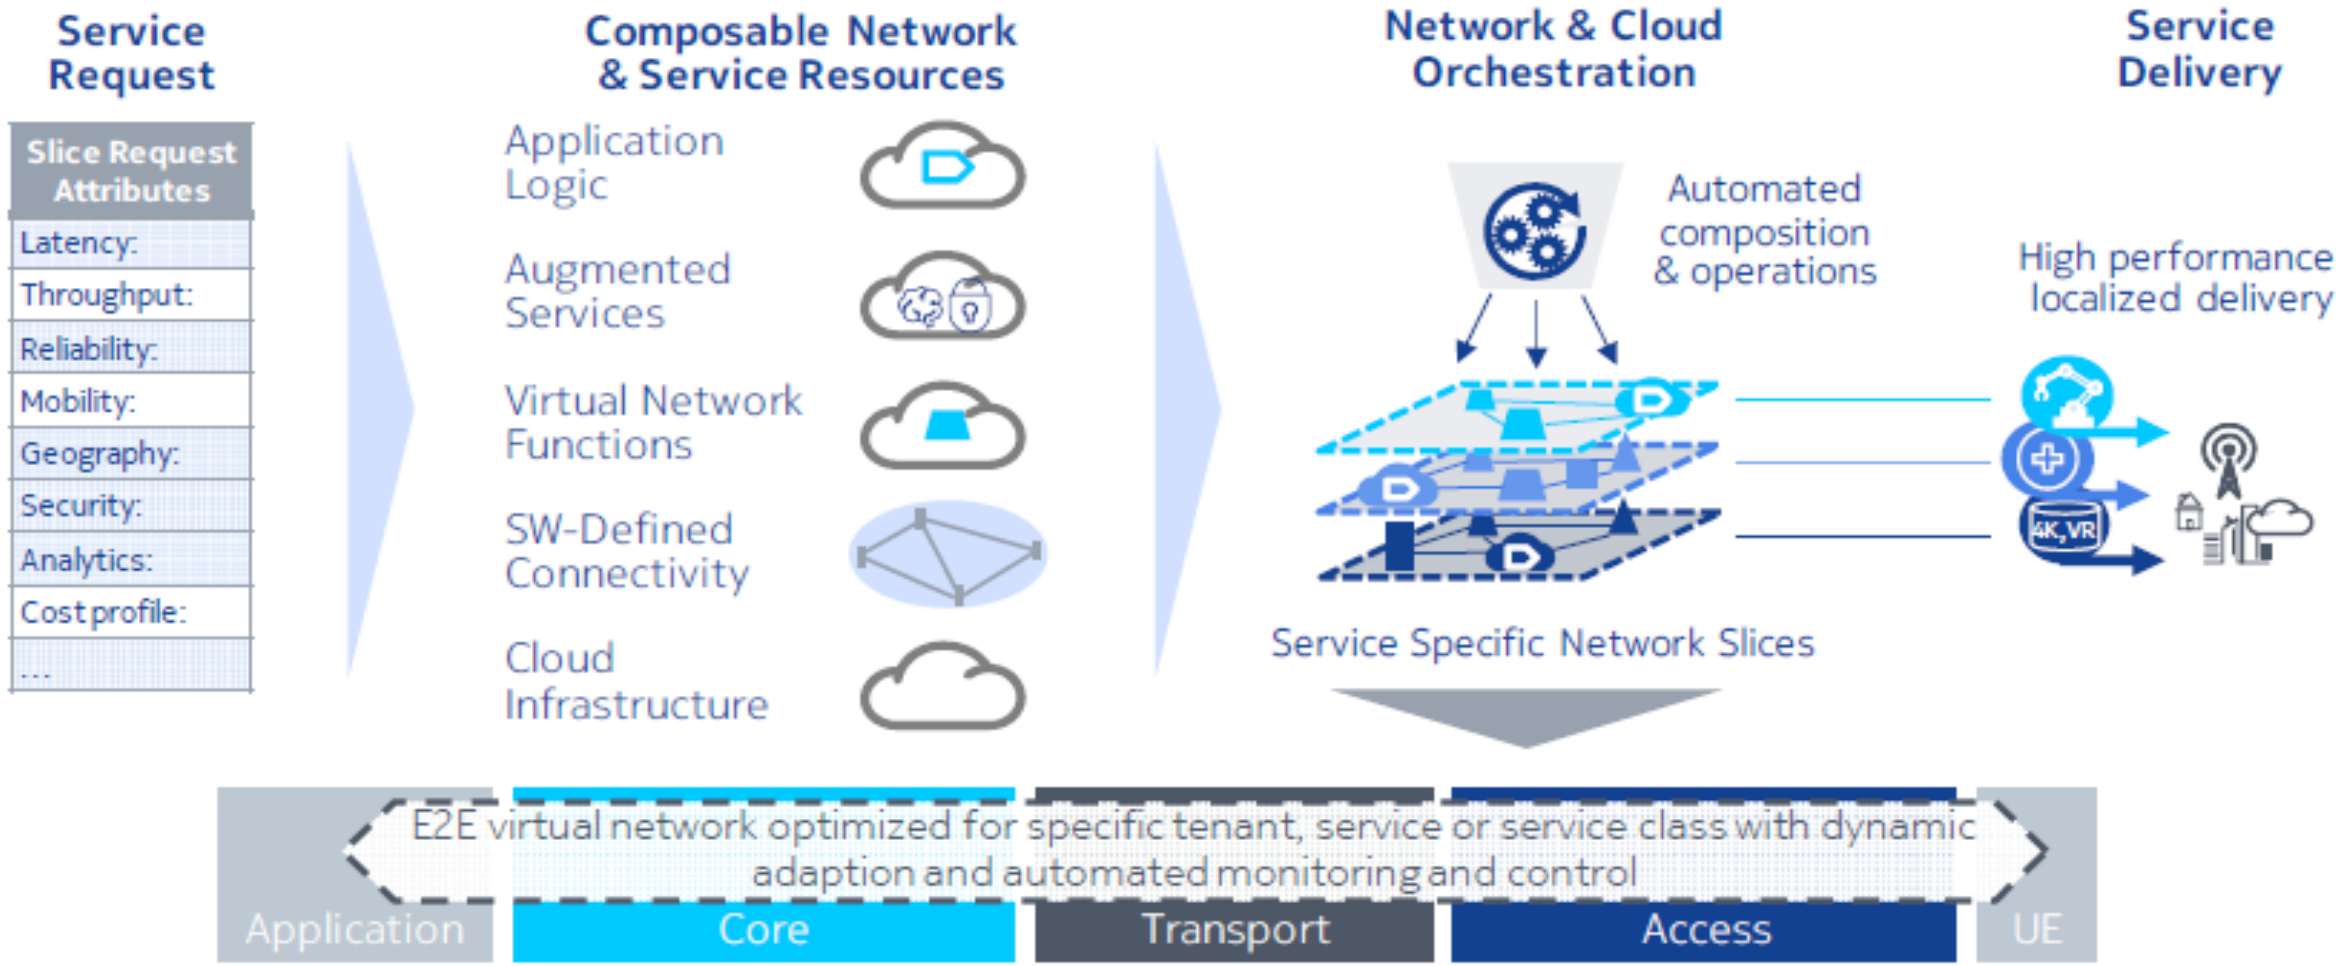 Service
Request
Slice Request
Attributes
Latency:
Throughput:
Reliability:
Mobility:
Geography:
Security:
Analytics:
Cost profile:
...
Composable Network
& Service Resources
Application
Logic
Augmented
Services
Virtual Network
Functions
SW-Defined
Connectivity
Cloud
Infrastructure
Network & Cloud
Orchestration
Automated
composition
& operations
Service Specific Network Slices
Service
Delivery
High performance
localized delivery
4K,VR
E2E virtual network optimized for specific tenant, service or service class with dynamic
adaption and automated monitoring and control
Application
Core
Transport
Access
UE